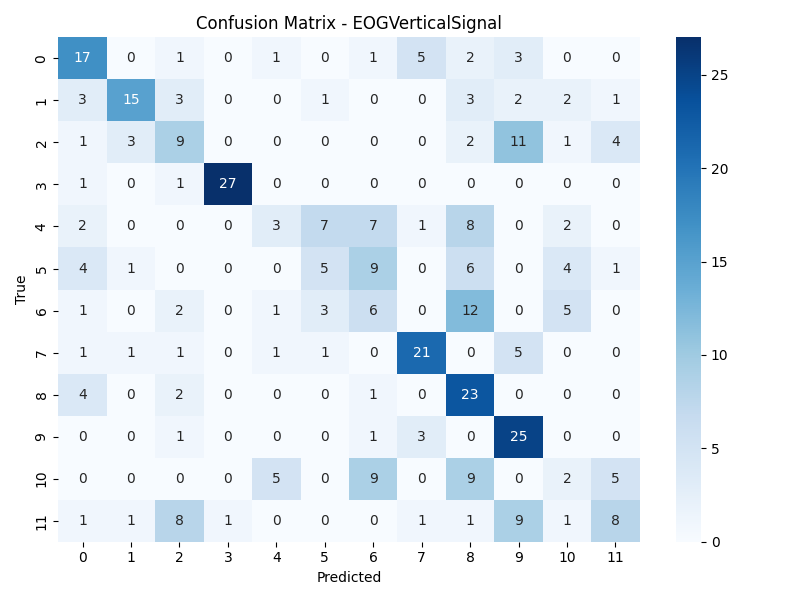 Confusion Matrix - EOGVerticalSignal
0 17 0 1 0 1 0 1 5 2 3 0 0
1 3 15 3 0 0 1 0 0 3 2 2 1
2 1 3 9 0 0 0 0 0 2 11 1 4
3 1 0 1 27 0 0 0 0 0 0 0 0
4 2 0 0 0 3 7 7 1 8 0 2 0
5 4 1 0 0 0 5 9 0 6 0 4 1
6 1 0 2 0 1 3 6 0 12 0 5 0
7 1 1 1 0 1 1 0 21 0 5 0 0
8 4 0 2 0 0 0 1 0 23 0 0 0
9 0 0 1 0 0 0 1 3 0 25 0 0
10 0 0 0 0 5 0 9 0 9 0 2 5
11 1 1 8 1 0 0 0 1 1 9 1 8
0 1 2 3 4 5 6 7 8 9 10 11
Predicted
True
25
20
15
10
5
0